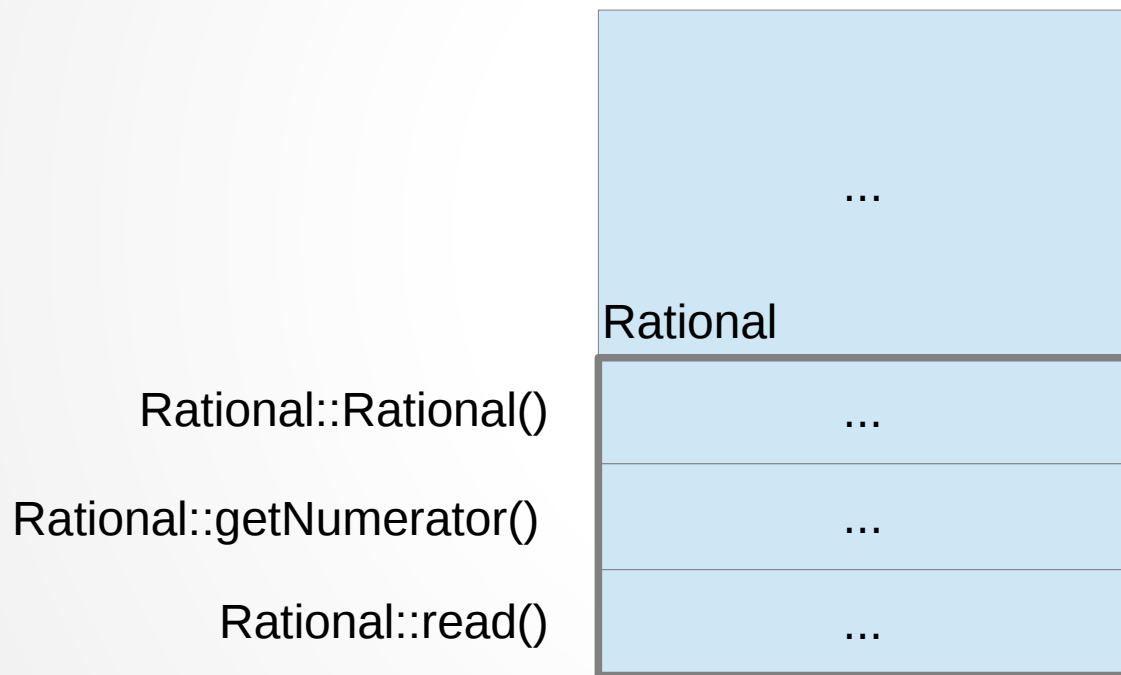 ...
Rational
Rational::Rational() ...
Rational::getNumerator() ...
Rational::read() ...